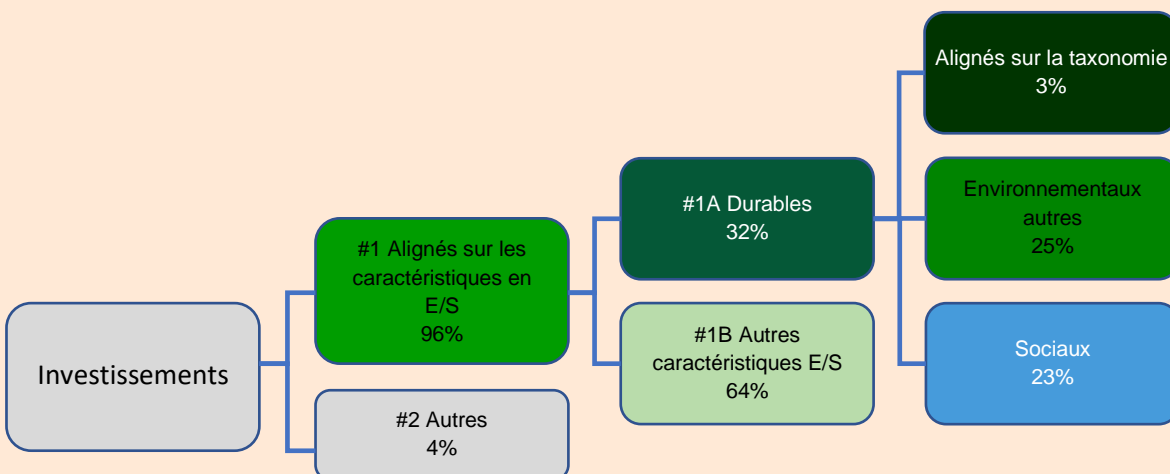 Investissements
#1 Alignés sur les
caractéristiques en
E/S
96%
#2 Autres
4%
#1A Durables
32%
#1B Autres
caractéristiques E/S
64%
Alignés sur la taxonomie
3%
Environnementaux
autres
25%
Sociaux
23%